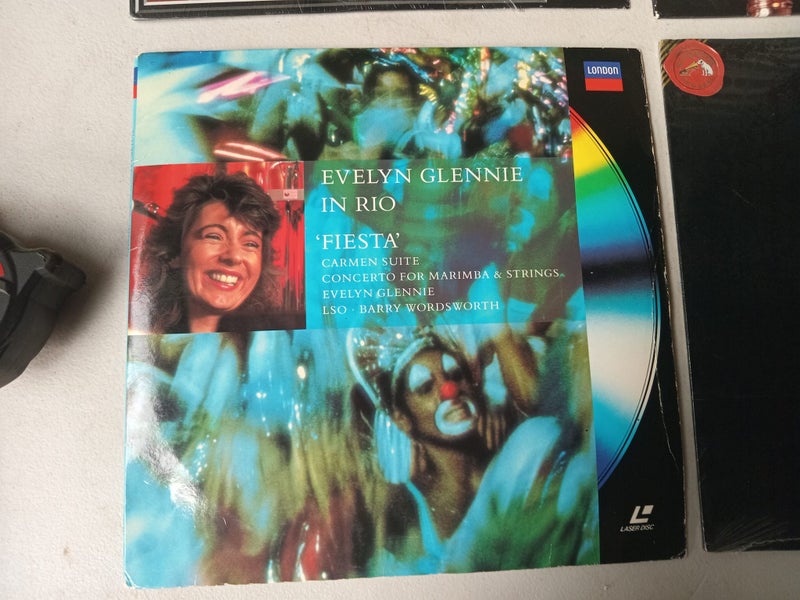 LONDON
EVELYN GLENNIE
IN RIO
‘FIESTA’
CARMEN SUITE
CONCERTO FOR MARIMBA & STRINGS
EVELYN GLENNIE
LSO · BARRY WORDSWORTH
LASER DISC